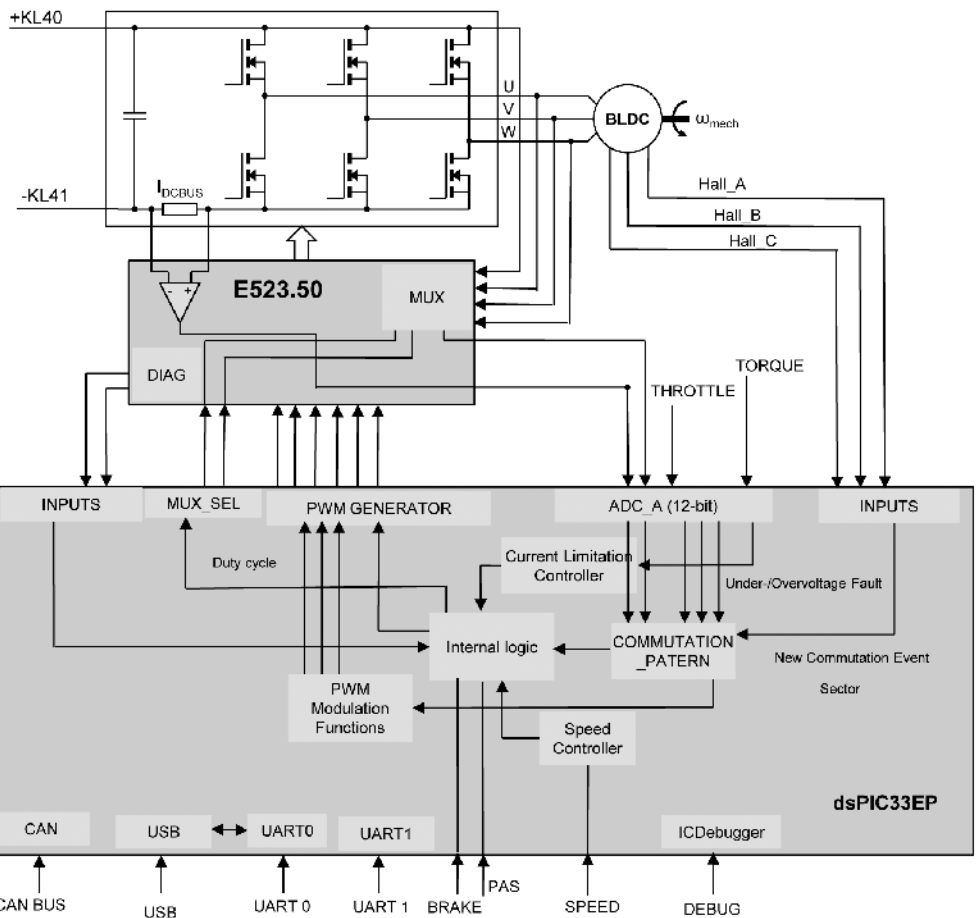 +KL40
U
V
W
BLDC
ωmech
-KL41
IDCBUS
Hall_A
Hall_B
Hall_C
E523.50
MUX
DIAG
TORQUE
THROTTLE
INPUTS
MUX_SEL
PWM GENERATOR
ADC_A (12-bit)
INPUTS
Duty cycle
Current Limitation
Controller
Under-/Overvoltage Fault
Internal logic
COMMUTATION
_PATERN
New Commutation Event
Sector
PWM
Modulation
Functions
Speed
Controller
dsPIC33EP
CAN
USB
UART0
UART1
ICDebugger
CAN BUS
USB
UART 0
UART 1
BRAKE
PAS
SPEED
DEBUG